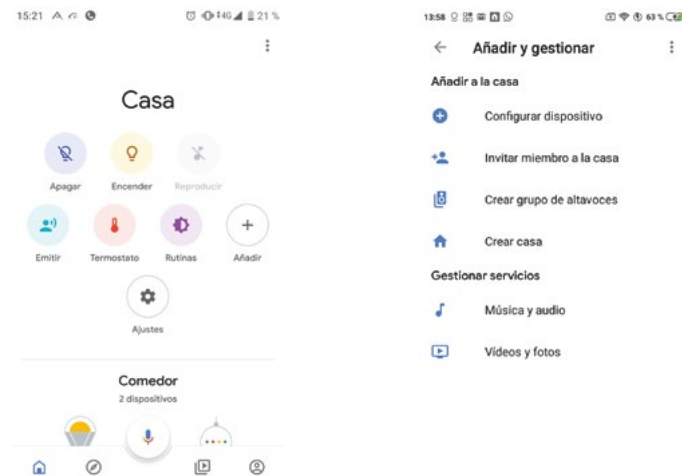 15:21
4G 21 %
Casa
Apagar
Encender
Reproducir
Emitir
Termostato
Rutinas
Añadir
Ajustes
Comedor
2 dispositivos
13:58
63 %
Añadir y gestionar
Añadir a la casa
Configurar dispositivo
Invitar miembro a la casa
Crear grupo de altavoces
Crear casa
Gestionar servicios
Música y audio
Vídeos y fotos